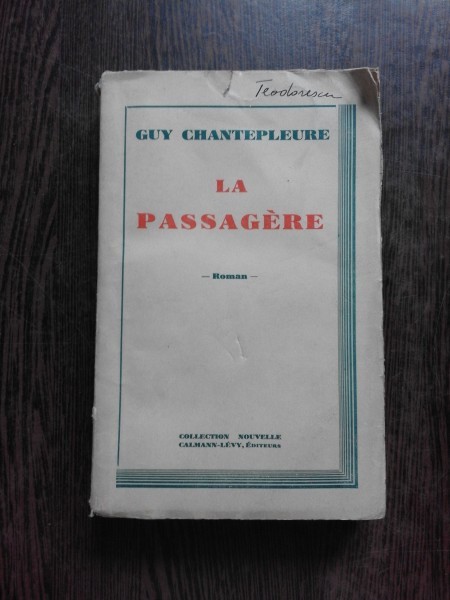 Teodorescu
GUY CHANTEPLEURE
LA
PASSAGÈRE
— Roman —
COLLECTION NOUVELLE
CALMANN-LÉVY, ÉDITEURS